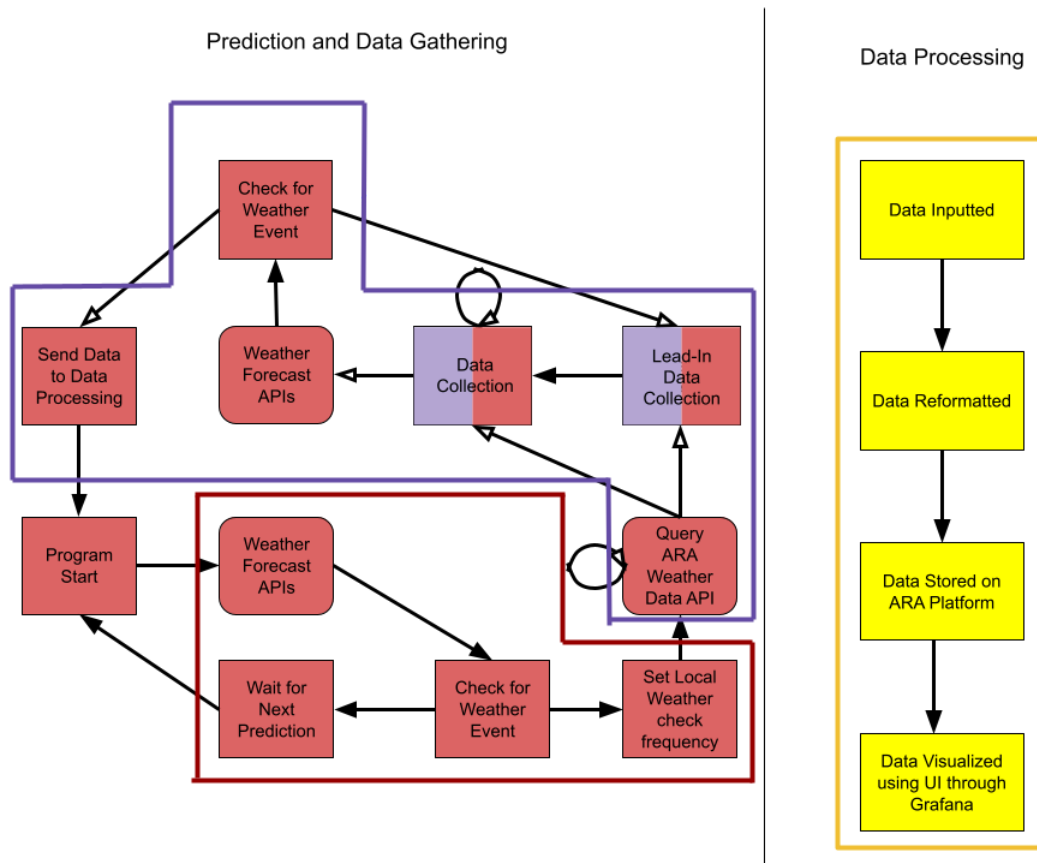 Prediction and Data Gathering
Data Processing
Check for
Weather
Event
Send Data
to Data
Processing
Weather
Forecast
APIs
Data
Collection
Lead-In
Data
Collection
Program
Start
Weather
Forecast
APIs
Query
ARA
Weather
Data API
Wait for
Next
Prediction
Check for
Weather
Event
Set Local
Weather
check
frequency
Data Inputted
Data Reformatted
Data Stored on
ARA Platform
Data Visualized
using UI through
Grafana